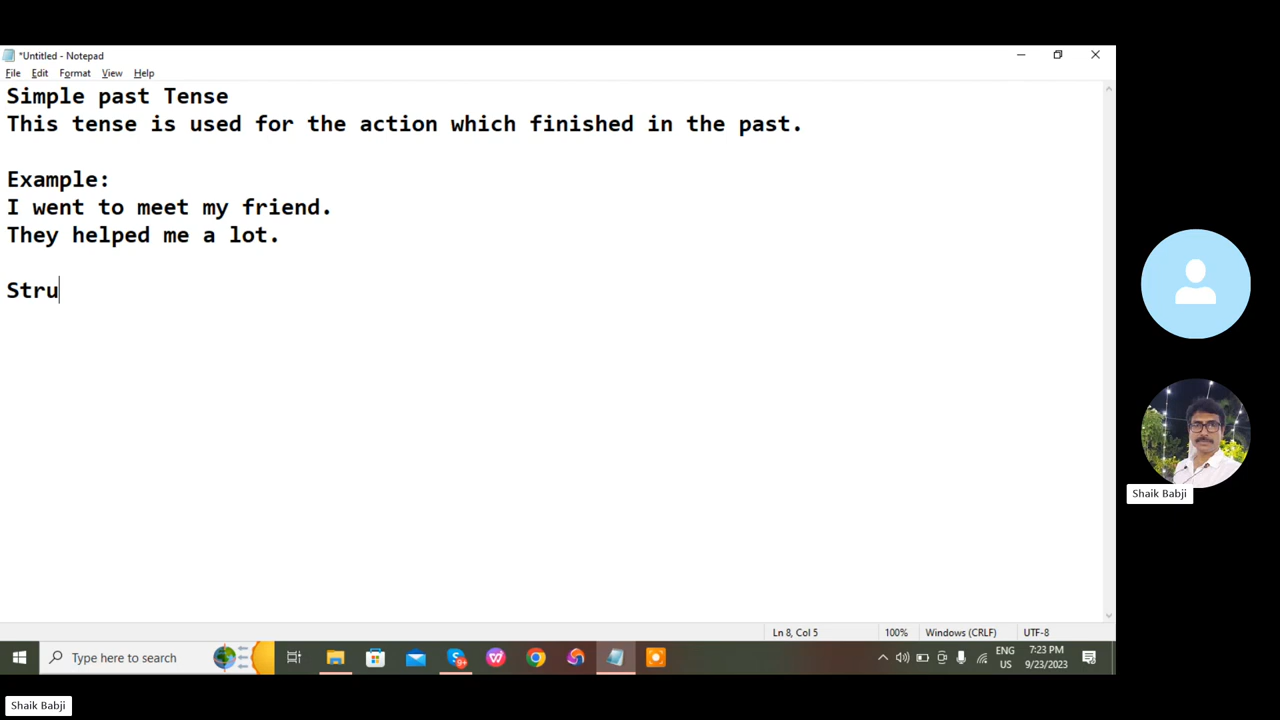 *Untitled - Notepad
File Edit Format View Help
Simple past Tense
This tense is used for the action which finished in the past.
Example:
I went to meet my friend.
They helped me a lot.
Stru
Shaik Babji
Ln 8, Col 5 100% Windows (CRLF) UTF-8
Type here to search
9+
W
ENG
US
7:23 PM
9/23/2023
Shaik Babji